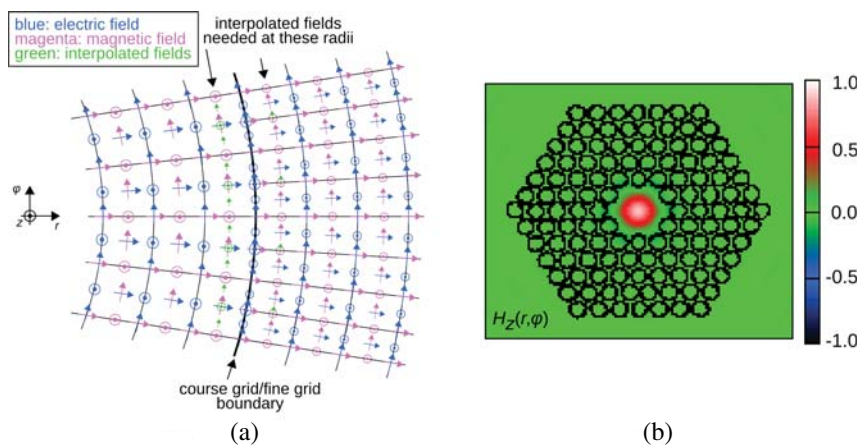 blue: electric field
magenta: magnetic field
green: interpolated fields
interpolated fields
needed at these radii
φ
z
r
course grid/fine grid
boundary
(a)
1.0
0.5
0.0
-0.5
-1.0
Hz(r,φ)
(b)